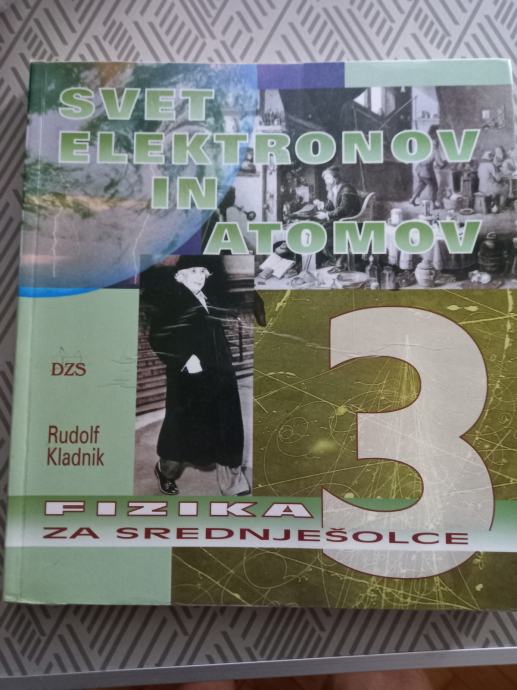 SVET
ELEKTRONOV
IN
ATOMOV
DZS
Rudolf
Kladnik
3
FIZIKA
ZA SREDNJEŠOLCE